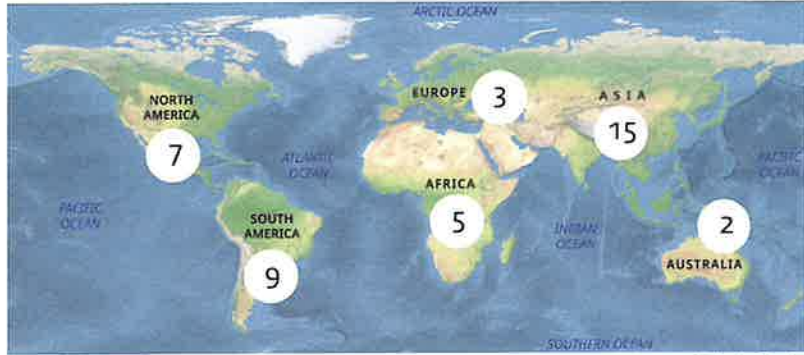 ARCTIC OCEAN
EUROPE
3
ASIA
NORTH
AMERICA
15
7
ATLANTIC
OCEAN
PACIFIC
OCEAN
AFRICA
PACIFIC
OCEAN
5
SOUTH
AMERICA
INDIAN
OCEAN
2
9
AUSTRALIA
SOUTHERN OCEAN